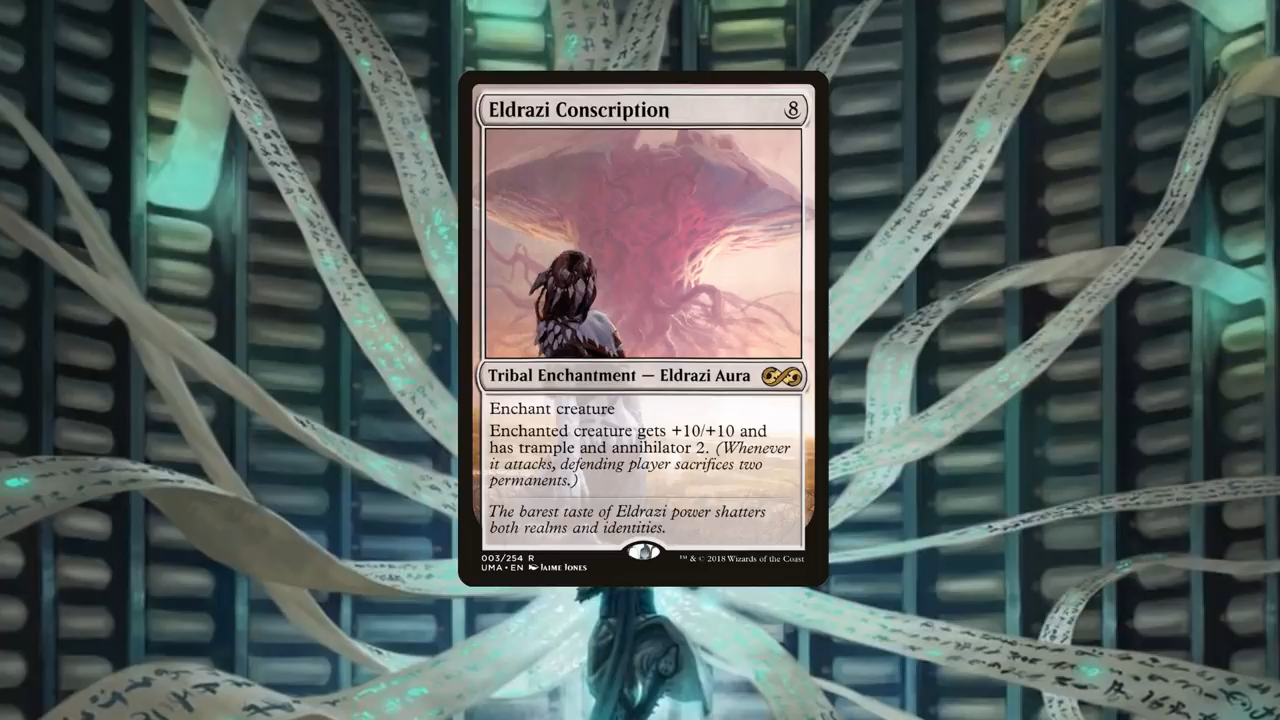 Eldrazi Conscription 8
Tribal Enchantment — Eldrazi Aura
Enchant creature
Enchanted creature gets +10/+10 and
has trample and annihilator 2. (Whenever
it attacks, defending player sacrifices two
permanents.)
The barest taste of Eldrazi power shatters
both realms and identities.
003/254 R
UMA • EN Jaime Jones
™ & © 2018 Wizards of the Coast